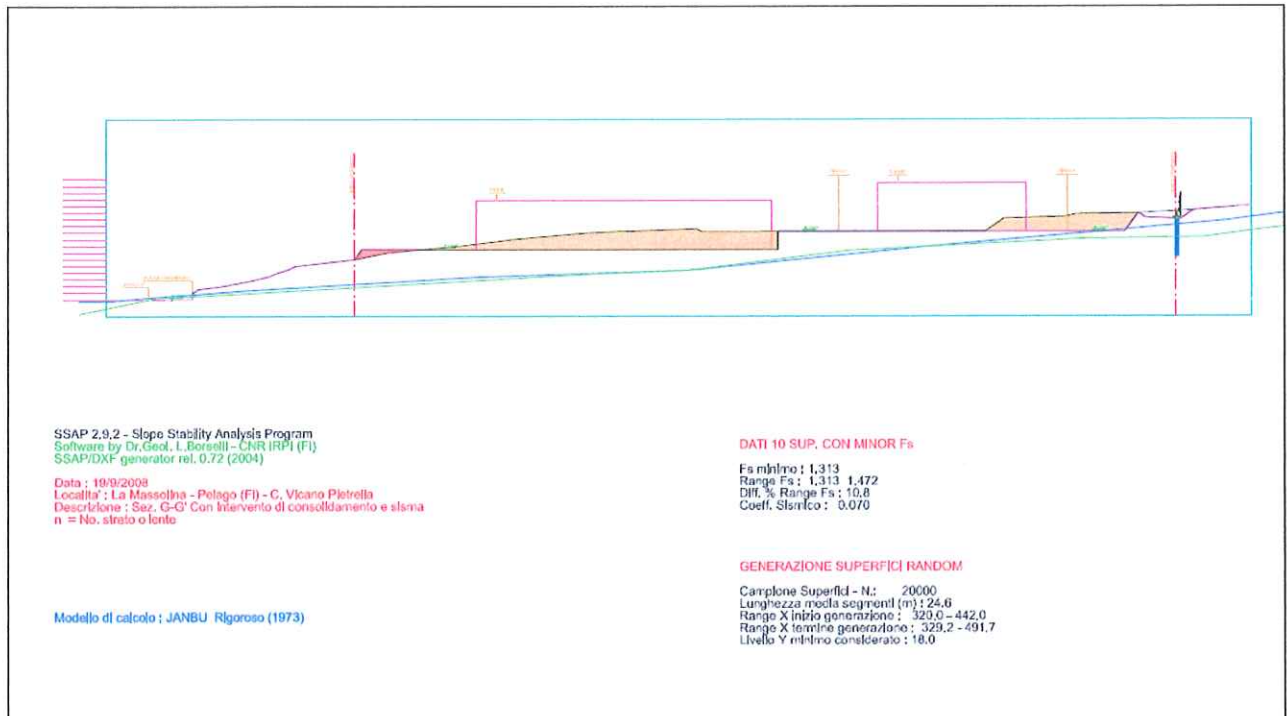 SSAP 2.9.2 - Slope Stability Analysis Program
Software by Dr.Geol. L.Borselli - CNR IRPI (FI)
SSAP/DXF generator rel. 0.72 (2004)
Data : 19/9/2008
Localita' : La Massolina - Pelago (FI) - C. Vicano Pietrella
Descrizione : Sez. G-G' Con intervento di consolidamento e sisma
n = No. strato o lente
Modello di calcolo : JANBU Rigoroso (1973)
DATI 10 SUP. CON MINOR Fs
Fs minimo : 1.313
Range Fs : 1.313 1.472
Diff. % Range Fs : 10.8
Coeff. Sismico : 0.070
GENERAZIONE SUPERFICI RANDOM
Campione Superfici - N.: 20000
Lunghezza media segmenti (m) : 24.6
Range X inizio generazione : 320.0 - 442.0
Range X termine generazione : 329.2 - 491.7
Livello Y minimo considerato : 18.0